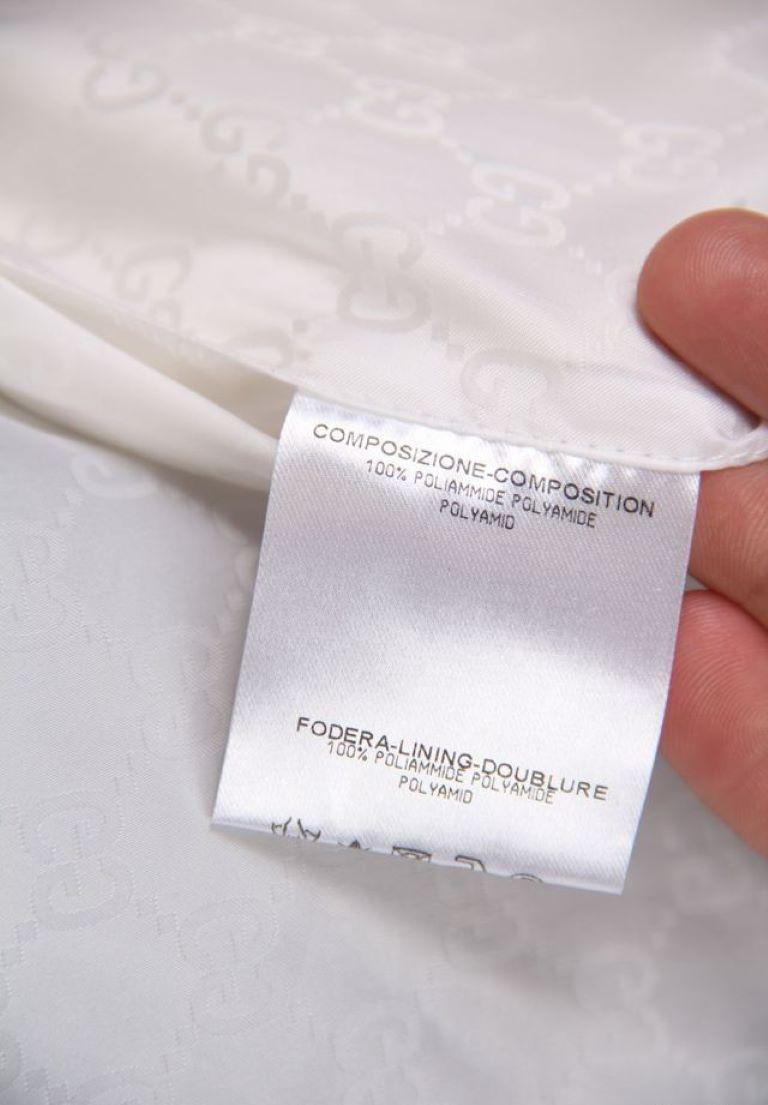 COMPOSIZIONE-COMPOSITION
100% POLIAMMIDE POLYAMIDE
POLYAMID
FODERA-LINING-DOUBLURE
100% POLIAMMIDE POLYAMIDE
POLYAMID